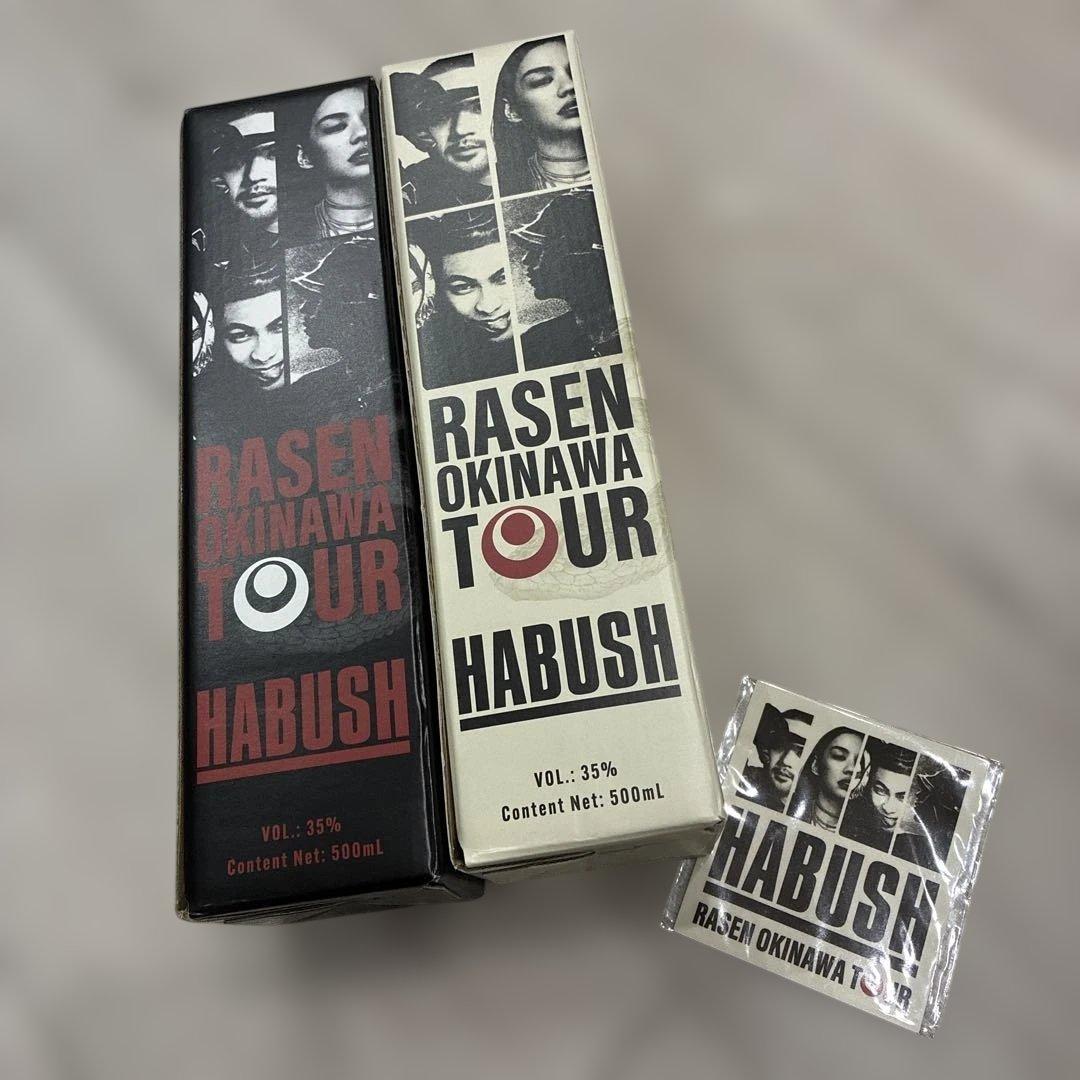 RASEN
OKINAWA
TOUR
HABUSH
VOL.: 35%
Content Net: 500mL
RASEN
OKINAWA
TOUR
HABUSH
VOL.: 35%
Content Net: 500mL
HABUSH
RASEN OKINAWA TOUR